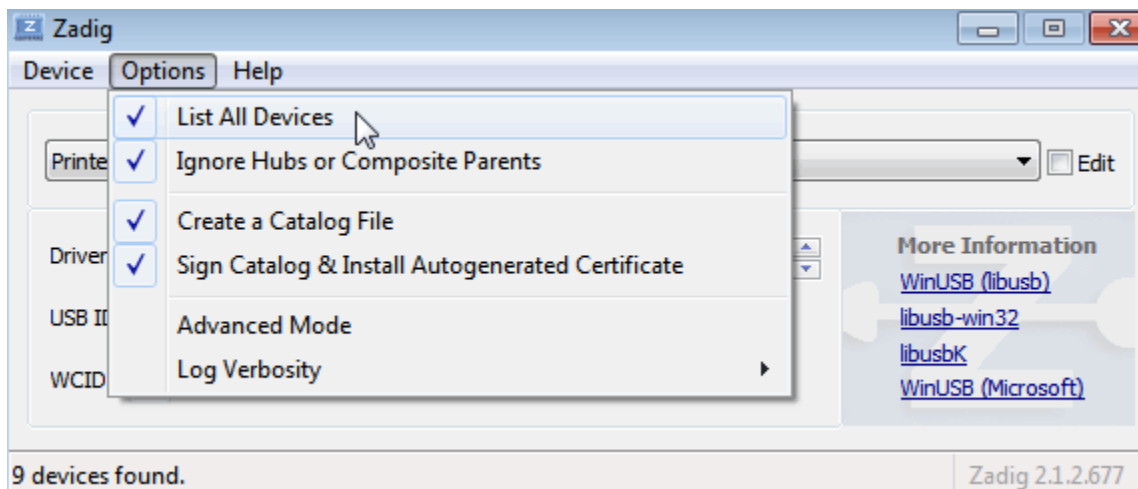 Zadig
Device Options Help
List All Devices
Printe Ignore Hubs or Composite Parents Edit
Create a Catalog File
Driver Sign Catalog & Install Autogenerated Certificate
More Information
WinUSB (libusb)
USB ID Advanced Mode libusb-win32
libusbK
WCID Log Verbosity WinUSB (Microsoft)
9 devices found. Zadig 2.1.2.677